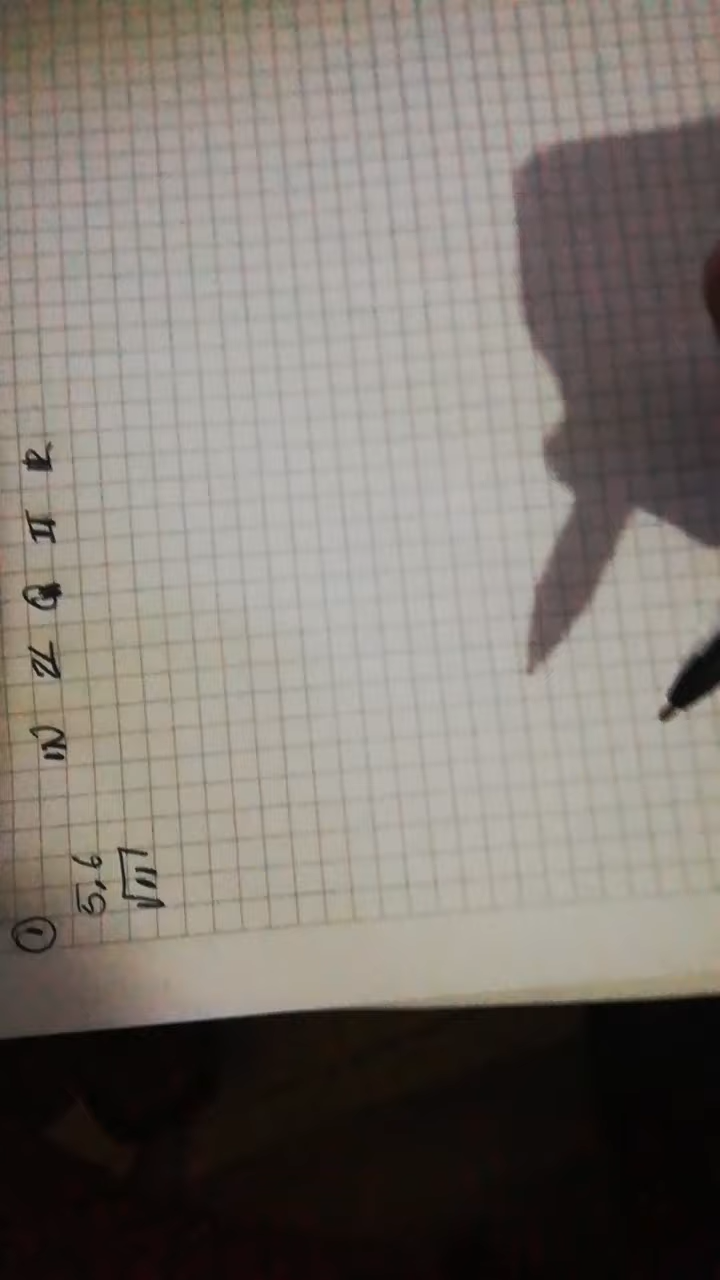 ① ℕ ℤ ℚ 𝕀 ℝ
5,6
√11